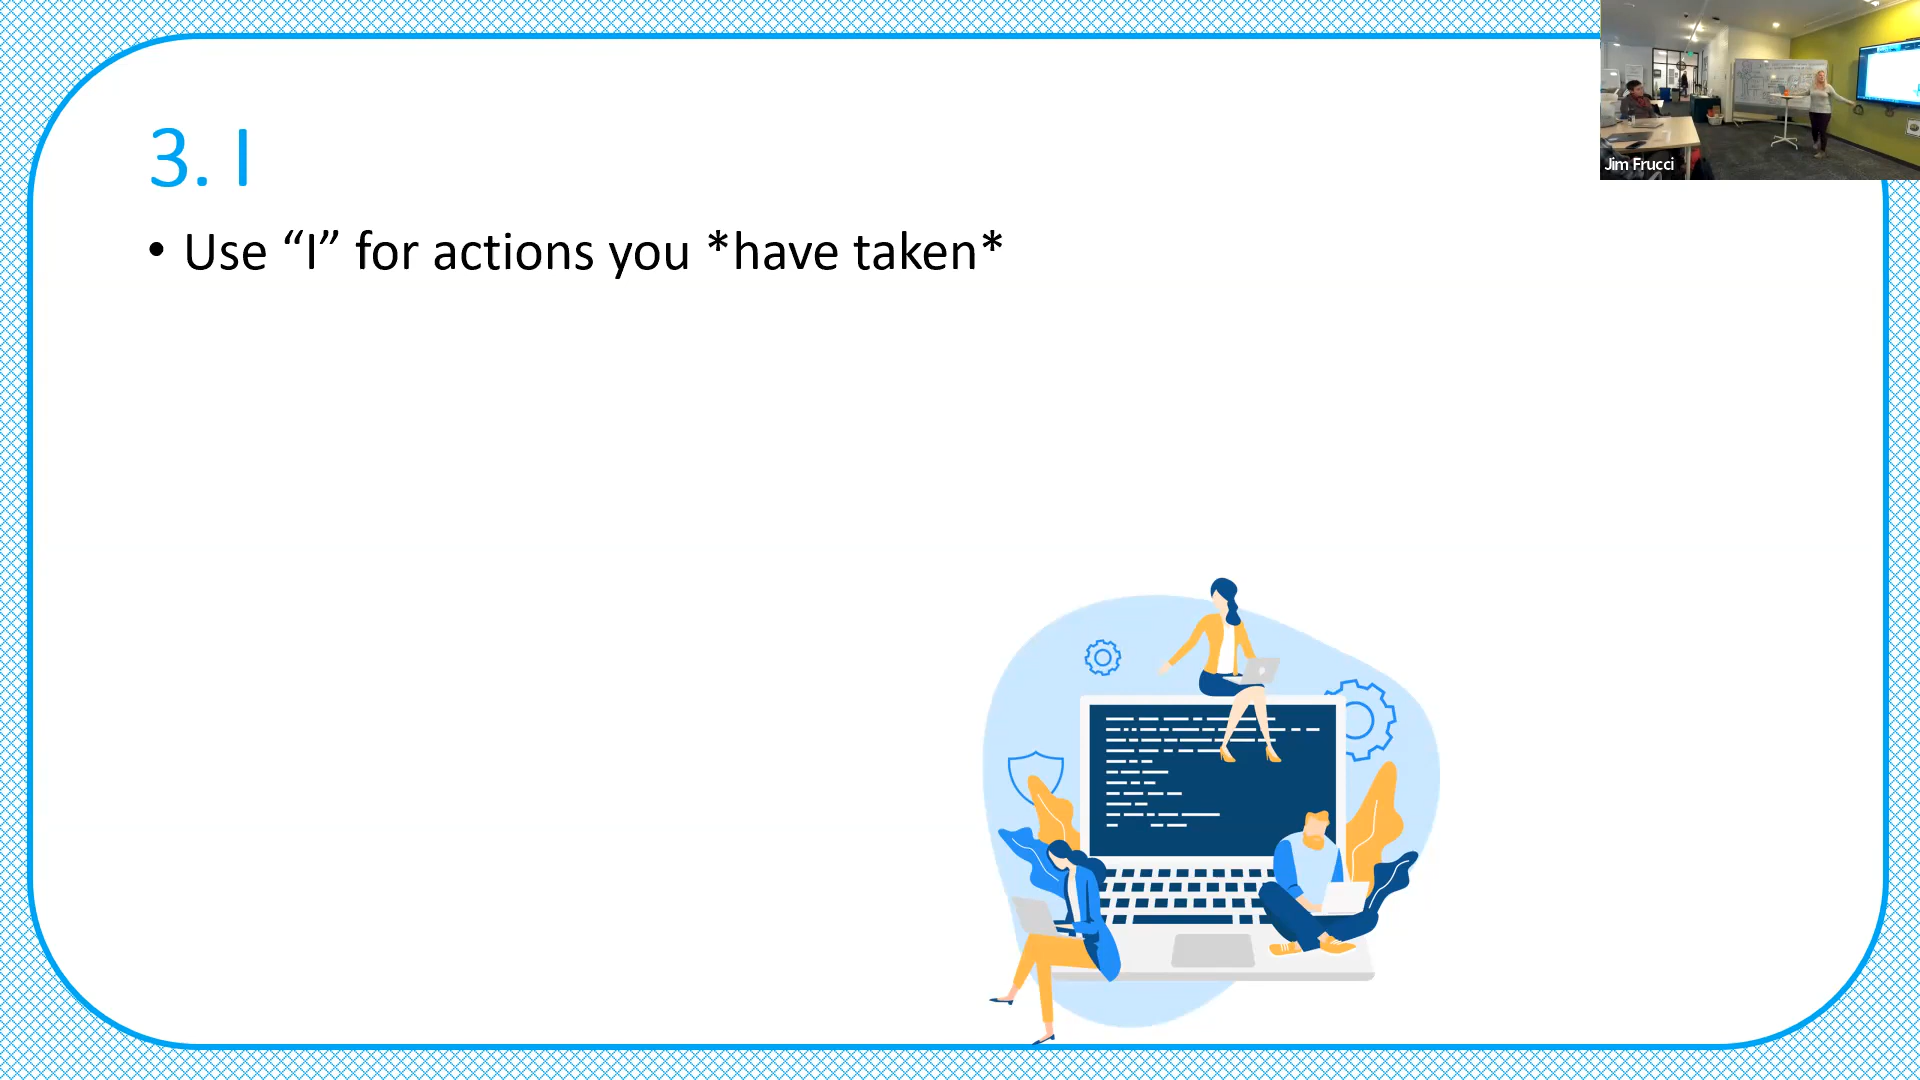 3. I
• Use “I” for actions you *have taken*
Jim Frucci